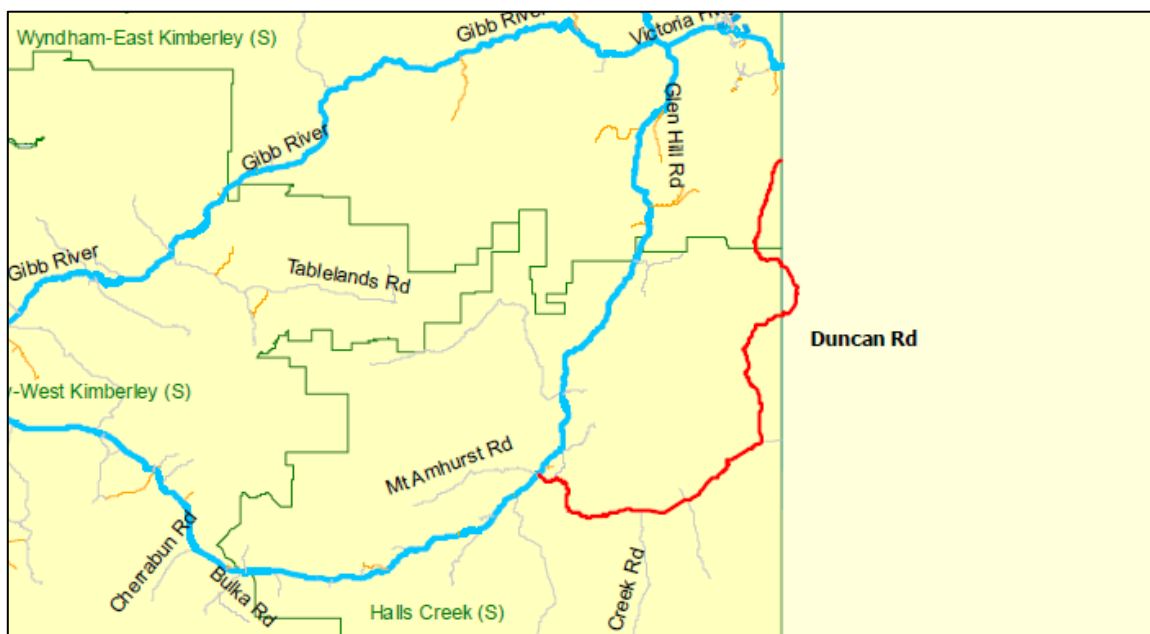 Gibb River
Victoria Hwy
Wyndham-East Kimberley (S)
Glen Hill Rd
Gibb River
Gibb River
Tablelands Rd
Duncan Rd
y-West Kimberley (S)
Mt Amhurst Rd
Cherrabun Rd
Bulka Rd
Creek Rd
Halls Creek (S)